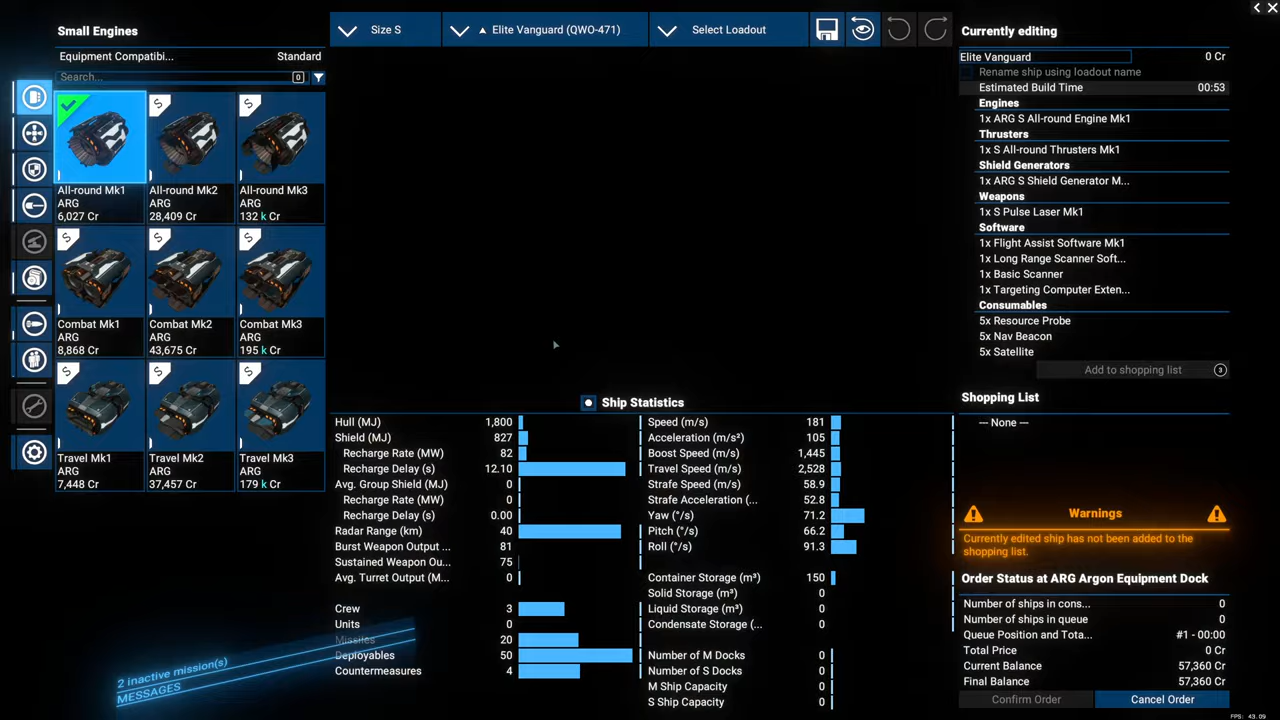 Small Engines
Equipment Compatibi... Standard
Search... 0
S S
All-round Mk1 All-round Mk2 All-round Mk3
ARG ARG ARG
6,027 Cr 28,409 Cr 132 k Cr
S S S
Combat Mk1 Combat Mk2 Combat Mk3
ARG ARG ARG
8,868 Cr 43,675 Cr 195 k Cr
S S S
Travel Mk1 Travel Mk2 Travel Mk3
ARG ARG ARG
7,448 Cr 37,457 Cr 179 k Cr
2 inactive mission(s)
MESSAGES
Size S
Elite Vanguard (QWO-471)
Select Loadout
Ship Statistics
Hull (MJ) 1,800
Shield (MJ) 827
Recharge Rate (MW) 82
Recharge Delay (s) 12.10
Avg. Group Shield (MJ) 0
Recharge Rate (MW) 0
Recharge Delay (s) 0.00
Radar Range (km) 40
Burst Weapon Output ... 81
Sustained Weapon Ou... 75
Avg. Turret Output (M... 0
Crew 3
Units 0
Missiles 20
Deployables 50
Countermeasures 4
Speed (m/s) 181
Acceleration (m/s²) 105
Boost Speed (m/s) 1,445
Travel Speed (m/s) 2,528
Strafe Speed (m/s) 58.9
Strafe Acceleration (... 52.8
Yaw (°/s) 71.2
Pitch (°/s) 66.2
Roll (°/s) 91.3
Container Storage (m³) 150
Solid Storage (m³) 0
Liquid Storage (m³) 0
Condensate Storage (... 0
Number of M Docks 0
Number of S Docks 0
M Ship Capacity 0
S Ship Capacity 0
Currently editing
Elite Vanguard 0 Cr
Rename ship using loadout name
Estimated Build Time 00:53
Engines
1x ARG S All-round Engine Mk1
Thrusters
1x S All-round Thrusters Mk1
Shield Generators
1x ARG S Shield Generator M...
Weapons
1x S Pulse Laser Mk1
Software
1x Flight Assist Software Mk1
1x Long Range Scanner Soft...
1x Basic Scanner
1x Targeting Computer Exten...
Consumables
5x Resource Probe
5x Nav Beacon
5x Satellite
Add to shopping list 3
Shopping List
--- None ---
Warnings
Currently edited ship has not been added to the
shopping list.
Order Status at ARG Argon Equipment Dock
Number of ships in cons... 0
Number of ships in queue 0
Queue Position and Tota... #1 - 00:00
Total Price 0 Cr
Current Balance 57,360 Cr
Final Balance 57,360 Cr
Confirm Order Cancel Order
FPS: 43.09